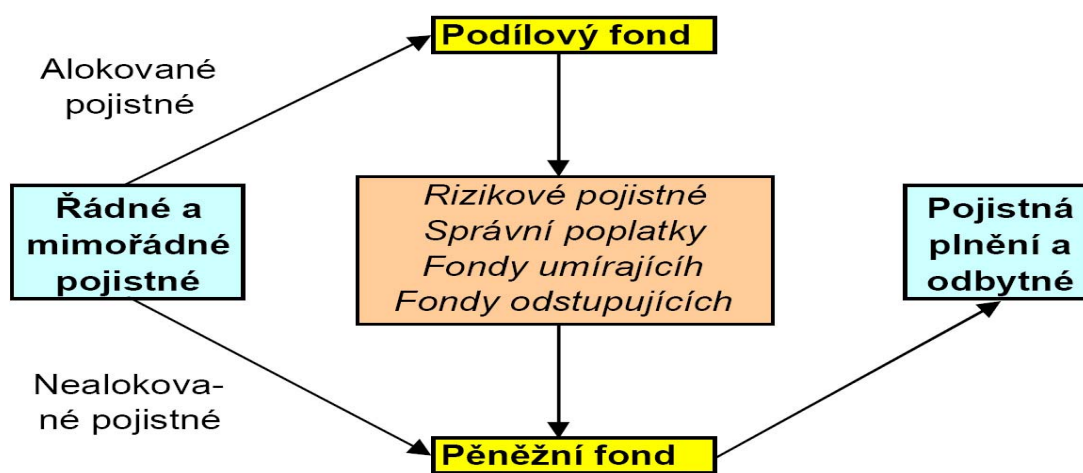 Podílový fond
Alokované
pojistné
Řádné a
mimořádné
pojistné
Rizikové pojistné
Správní poplatky
Fondy umírajícíh
Fondy odstupujících
Pojistná
plnění a
odbytné
Nealokova-
né pojistné
Pěněžní fond